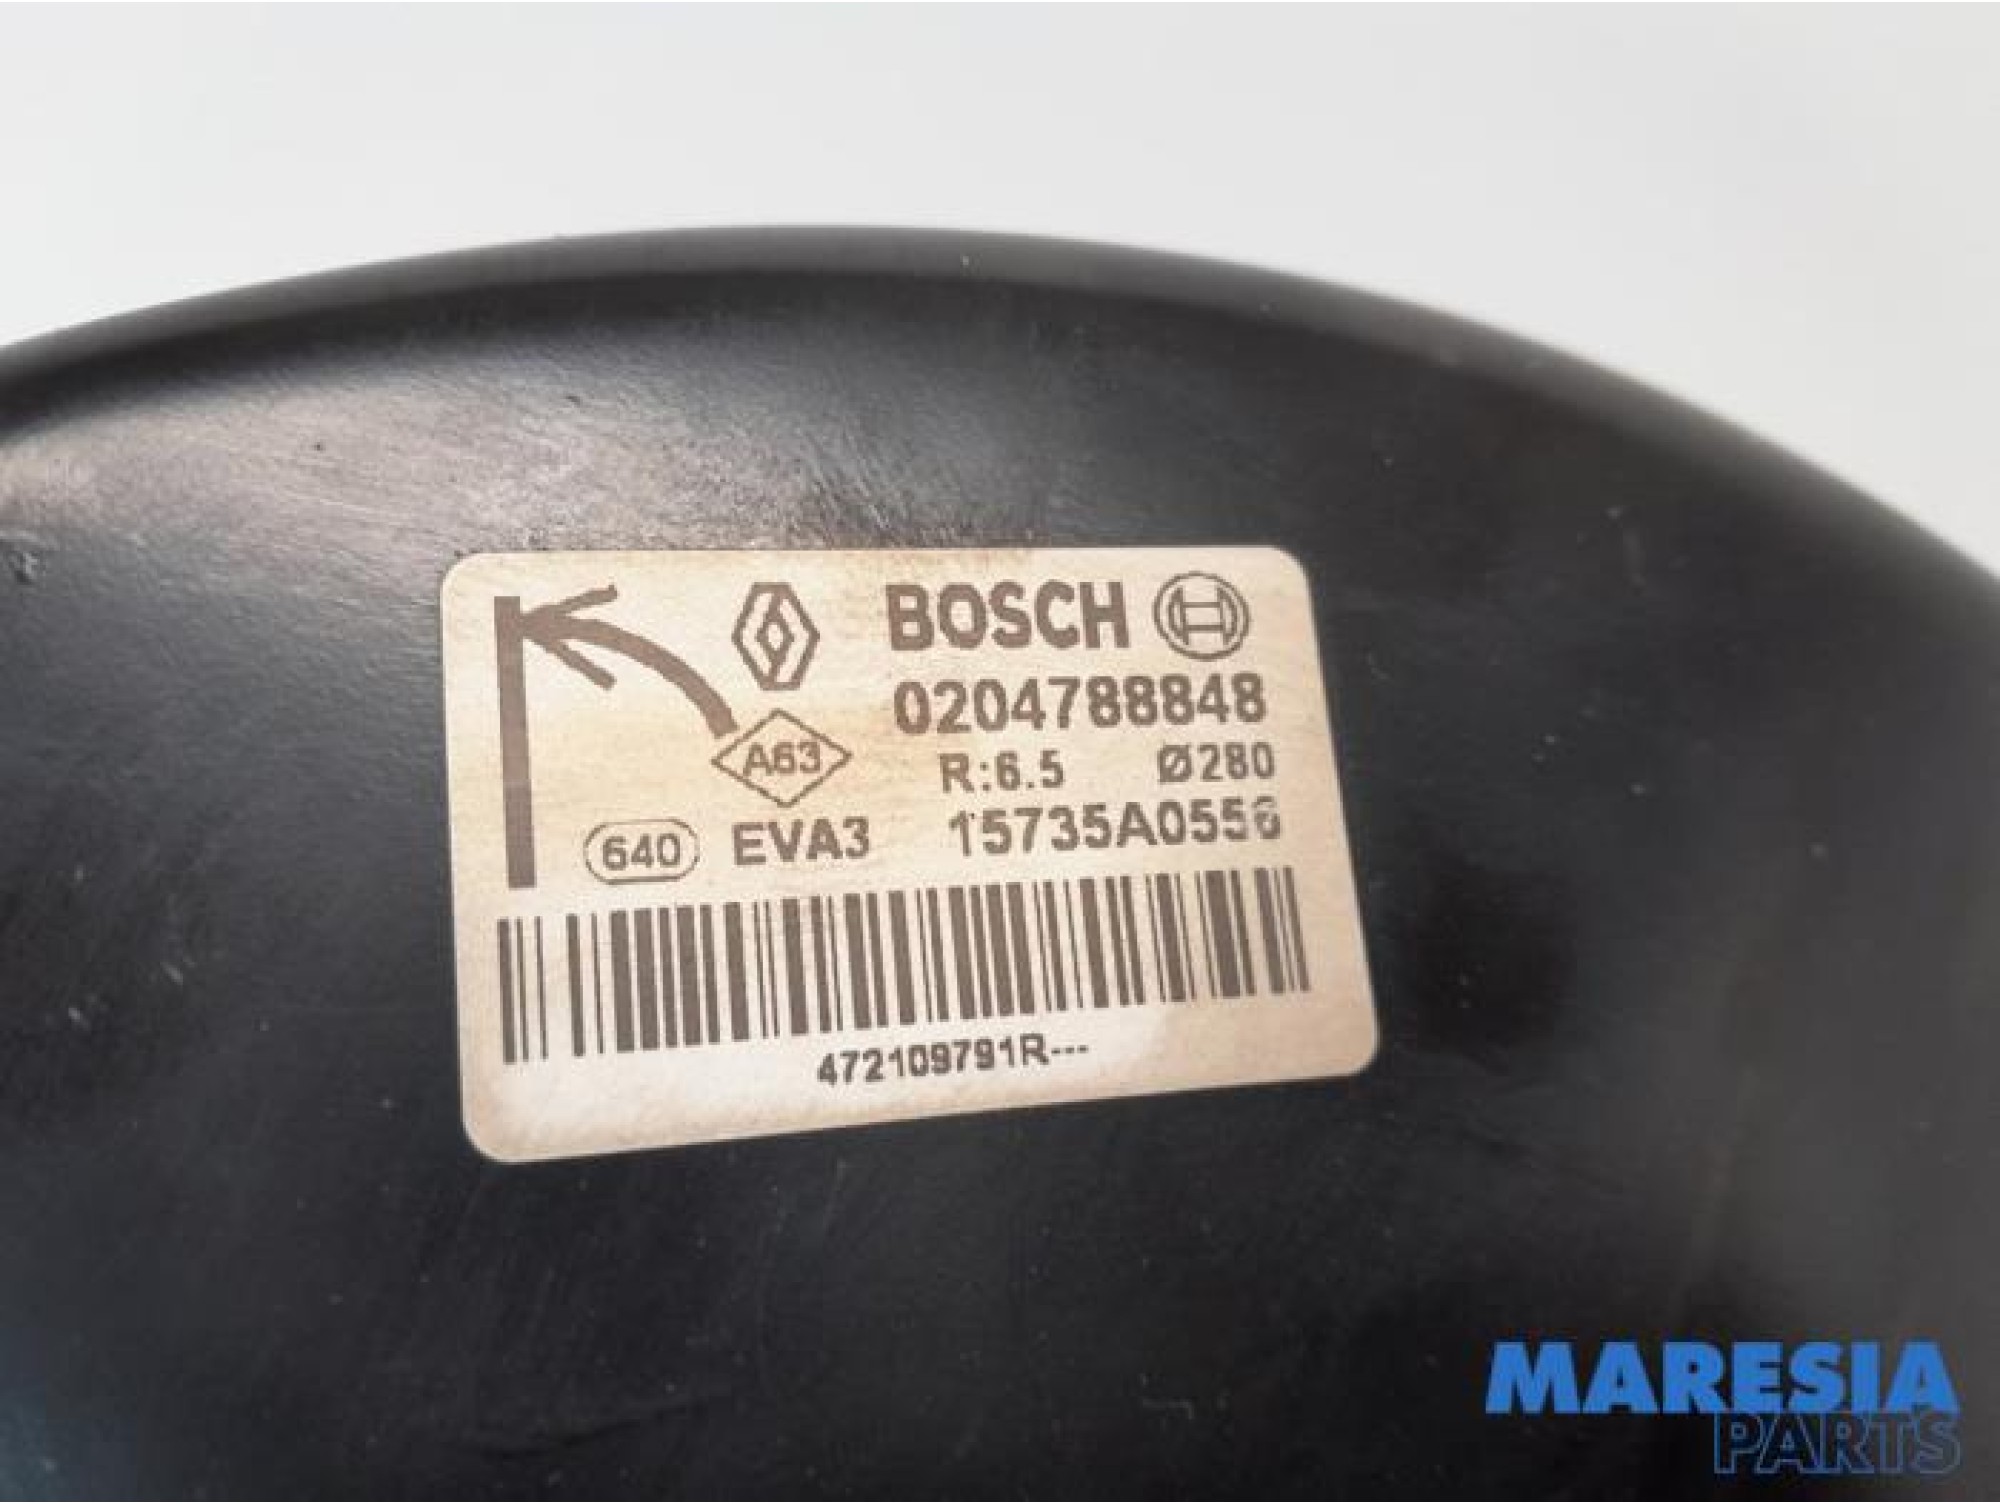 BOSCH
0204788848
A63
R:6.5 Ø280
640 EVA3 15735A0556
472109791R---
MARESIA
PARTS